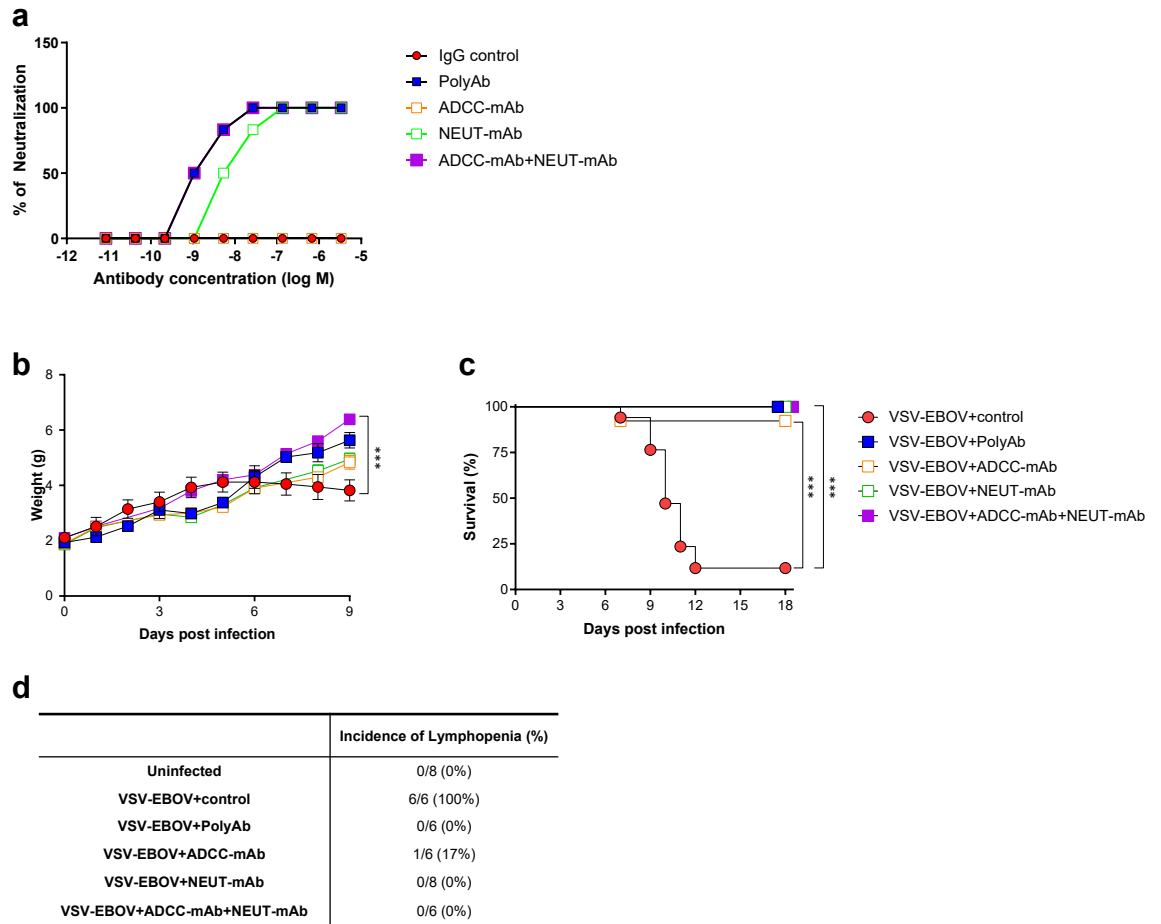 a
150
100
50
0
% of Neutralization
-12 -11 -10 -9 -8 -7 -6 -5
Antibody concentration (log M)
IgG control
PolyAb
ADCC-mAb
NEUT-mAb
ADCC-mAb+NEUT-mAb
b
8
6
4
2
0
Weight (g)
0 3 6 9
Days post infection
***
c
100
75
50
25
0
Survival (%)
0 3 6 9 12 15 18
Days post infection
***
***
VSV-EBOV+control
VSV-EBOV+PolyAb
VSV-EBOV+ADCC-mAb
VSV-EBOV+NEUT-mAb
VSV-EBOV+ADCC-mAb+NEUT-mAb
d
Incidence of Lymphopenia (%)
Uninfected 0/8 (0%)
VSV-EBOV+control 6/6 (100%)
VSV-EBOV+PolyAb 0/6 (0%)
VSV-EBOV+ADCC-mAb 1/6 (17%)
VSV-EBOV+NEUT-mAb 0/8 (0%)
VSV-EBOV+ADCC-mAb+NEUT-mAb 0/6 (0%)